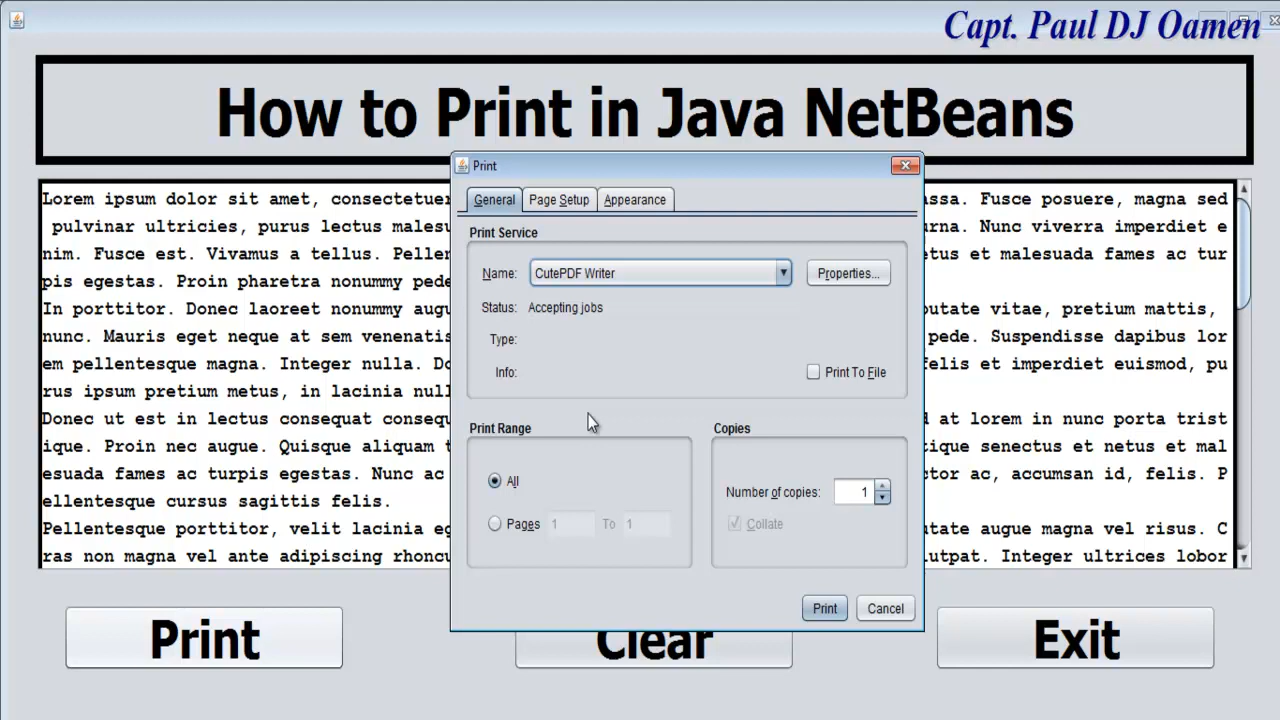 Capt. Paul DJ Oamen
How to Print in Java NetBeans
Lorem ipsum dolor sit amet, consectetuer
pulvinar ultricies, purus lectus malesu
nim. Fusce est. Vivamus a tellus. Pellen
pis egestas. Proin pharetra nonummy pede
In porttitor. Donec laoreet nonummy augu
nunc. Mauris eget neque at sem venenatis
em pellentesque magna. Integer nulla. Do
rus ipsum pretium metus, in lacinia null
Donec ut est in lectus consequat consequ
ique. Proin nec augue. Quisque aliquam t
esuada fames ac turpis egestas. Nunc ac
ellentesque cursus sagittis felis.
Pellentesque porttitor, velit lacinia eg
ras non magna vel ante adipiscing rhoncu
Print
General Page Setup Appearance
Print Service
Name: CutePDF Writer Properties...
Status: Accepting jobs
Type:
Info: Print To File
Print Range
All
Pages 1 To 1
Copies
Number of copies: 1
Collate
Print Cancel
assa. Fusce posuere, magna sed
urna. Nunc viverra imperdiet e
etus et malesuada fames ac tur
putate vitae, pretium mattis,
pede. Suspendisse dapibus lor
felis et imperdiet euismod, pu
d at lorem in nunc porta trist
tique senectus et netus et mal
ctor ac, accumsan id, felis. P
utate augue magna vel risus. C
lutpat. Integer ultrices lobor
Print Clear Exit